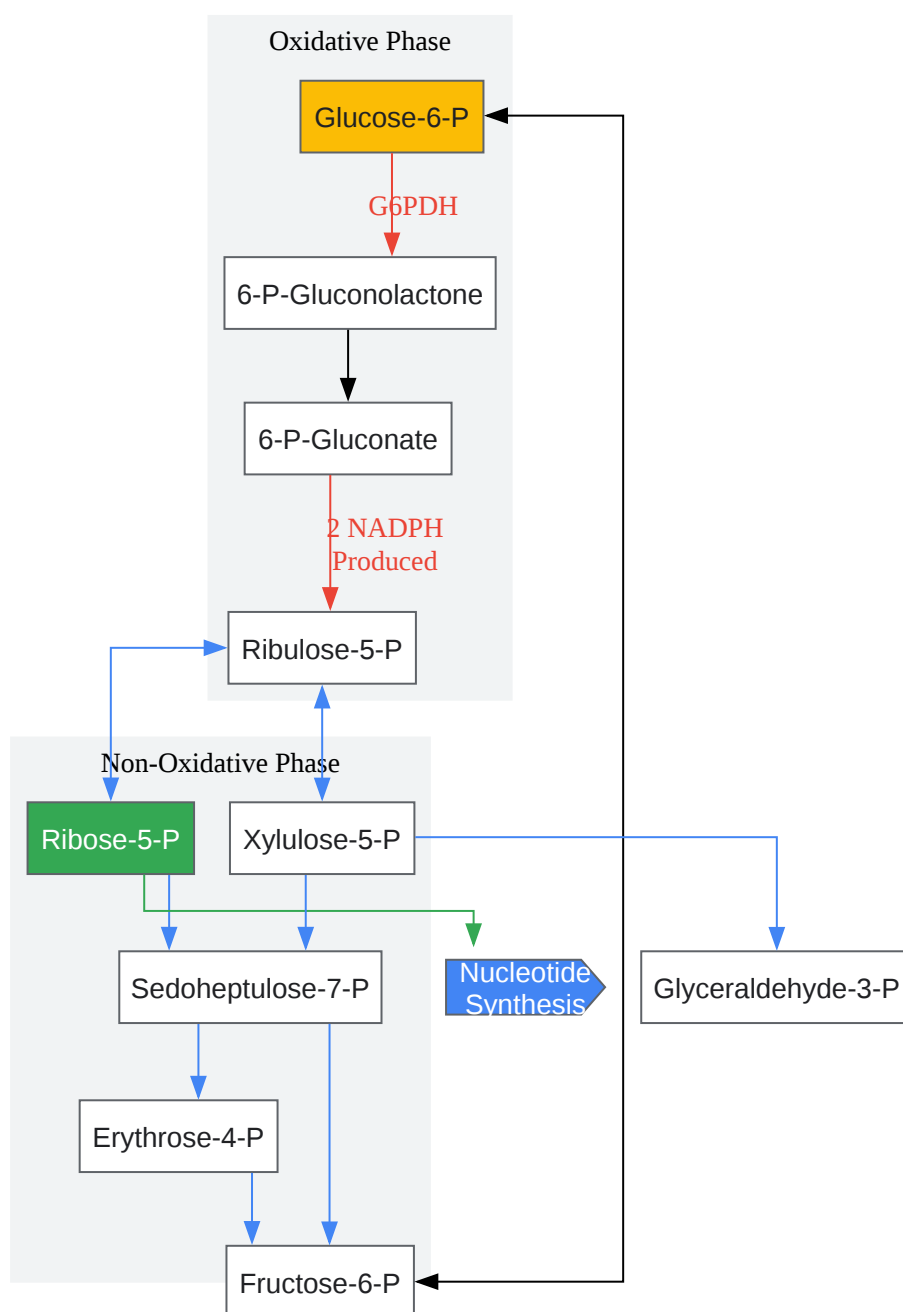 Oxidative Phase
Glucose-6-P
G6PDH
6-P-Gluconolactone
6-P-Gluconate
2 NADPH
Produced
Ribulose-5-P
Non-Oxidative Phase
Ribose-5-P
Xylulose-5-P
Sedoheptulose-7-P
Nucleotide
Synthesis
Glyceraldehyde-3-P
Erythrose-4-P
Fructose-6-P